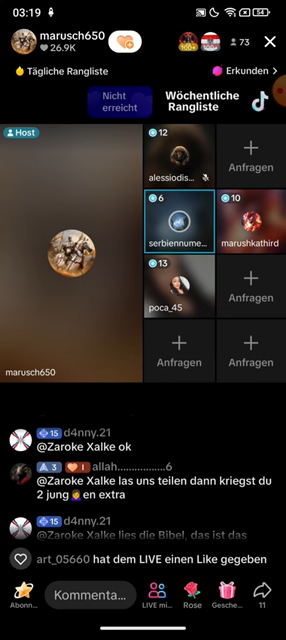 03:19
54
marusch650
26.9K
100+
100+
73
Tägliche Rangliste
Erkunden >
Nicht erreicht
Wöchentliche
Rangliste
Host
12
alessiodis...
Anfragen
6
serbiennume...
10
marushkathird
13
poca_45
Anfragen
marusch650
Anfragen
Anfragen
15 d4nny.21
@Zaroke Xalke ok
3 1 allah.................6
@Zaroke Xalke las uns teilen dann kriegst du
2 jung🙍‍♀️en extra
15 d4nny.21
@Zaroke Xalke lies die Bibel, das ist das
art_05660 hat dem LIVE einen Like gegeben
Abonn...
Kommenta...
LIVE mi...
Rose
Gesche...
11